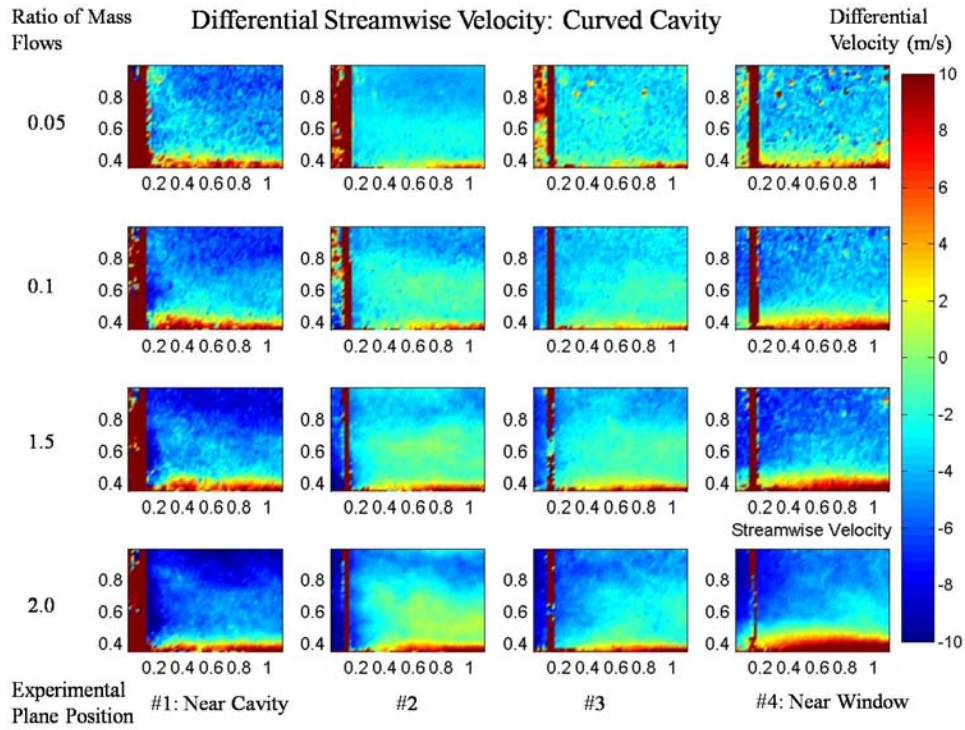 Ratio of Mass Flows
Differential Streamwise Velocity: Curved Cavity
Differential Velocity (m/s)
0.05
0.8
0.6
0.4
0.2 0.4 0.6 0.8 1
0.8
0.6
0.4
0.2 0.4 0.6 0.8 1
0.8
0.6
0.4
0.2 0.4 0.6 0.8 1
0.8
0.6
0.4
0.2 0.4 0.6 0.8 1
0.1
0.8
0.6
0.4
0.2 0.4 0.6 0.8 1
0.8
0.6
0.4
0.2 0.4 0.6 0.8 1
0.8
0.6
0.4
0.2 0.4 0.6 0.8 1
0.8
0.6
0.4
0.2 0.4 0.6 0.8 1
1.5
0.8
0.6
0.4
0.2 0.4 0.6 0.8 1
0.8
0.6
0.4
0.2 0.4 0.6 0.8 1
0.8
0.6
0.4
0.2 0.4 0.6 0.8 1
0.8
0.6
0.4
0.2 0.4 0.6 0.8 1
Streamwise Velocity
2.0
0.8
0.6
0.4
0.2 0.4 0.6 0.8 1
0.8
0.6
0.4
0.2 0.4 0.6 0.8 1
0.8
0.6
0.4
0.2 0.4 0.6 0.8 1
0.8
0.6
0.4
0.2 0.4 0.6 0.8 1
10
8
6
4
2
0
-2
-4
-6
-8
-10
Experimental
Plane Position
#1: Near Cavity
#2
#3
#4: Near Window